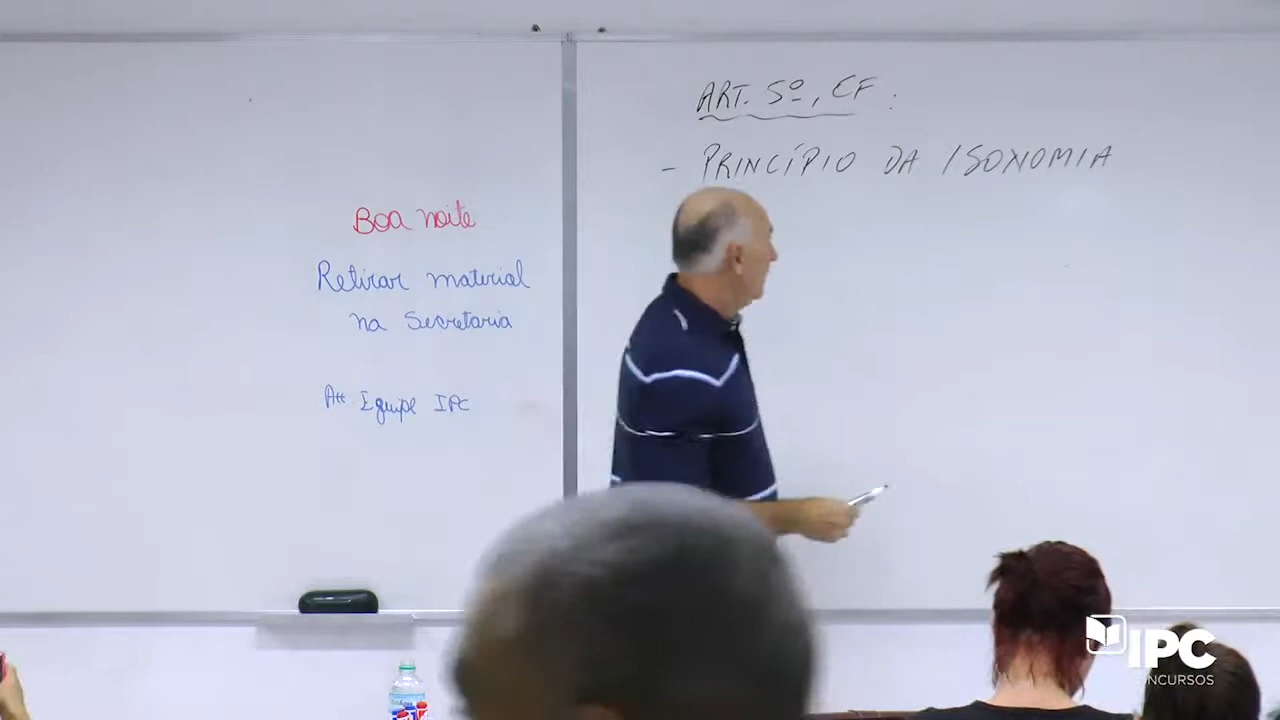 Boa noite
Retirar material
na Secretaria
Att Equipe IPC
ART. 5º, CF:
- PRINCÍPIO DA ISONOMIA
IPC
CONCURSOS